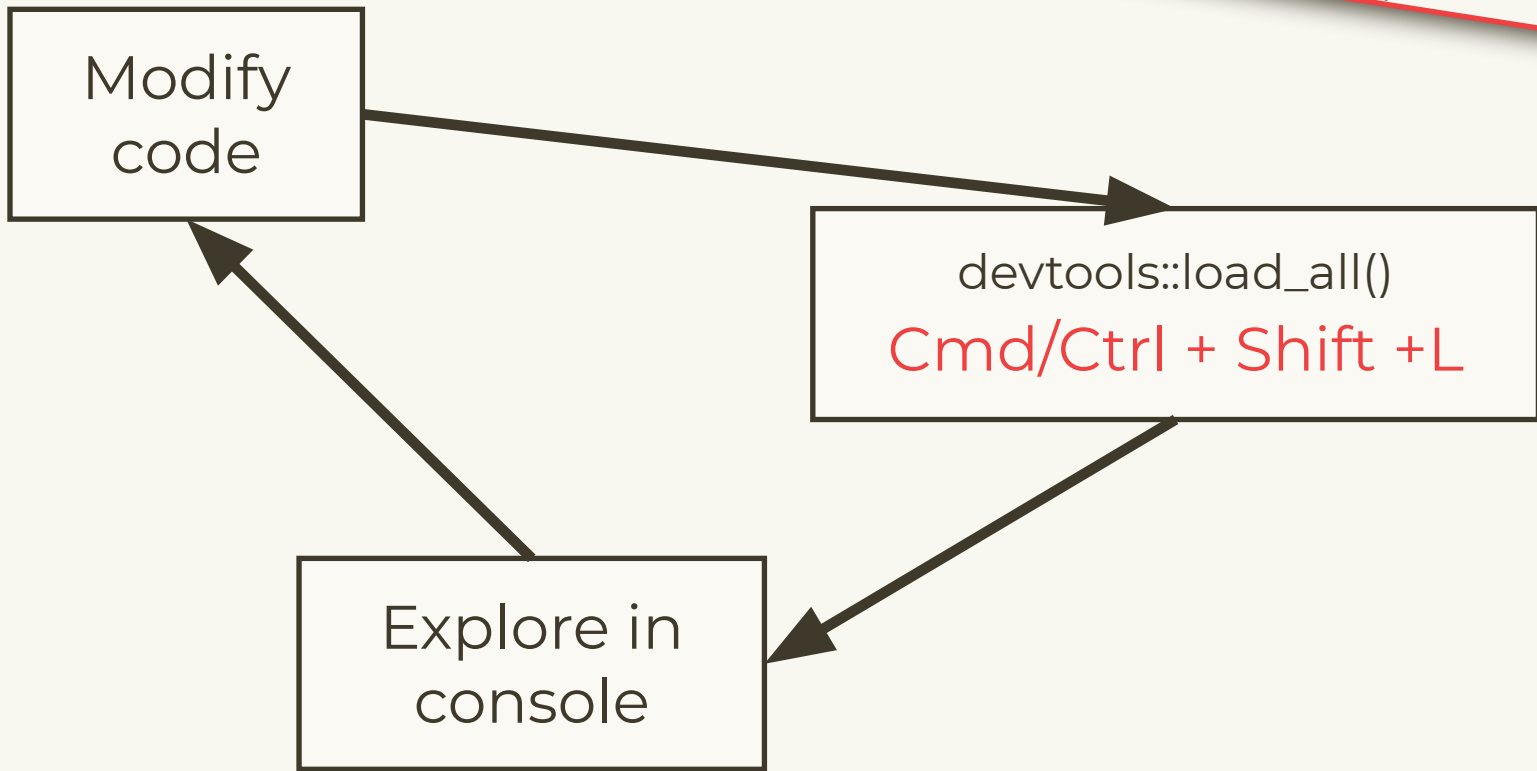 Modify
code
devtools::load_all()
Cmd/Ctrl + Shift +L
Explore in
console